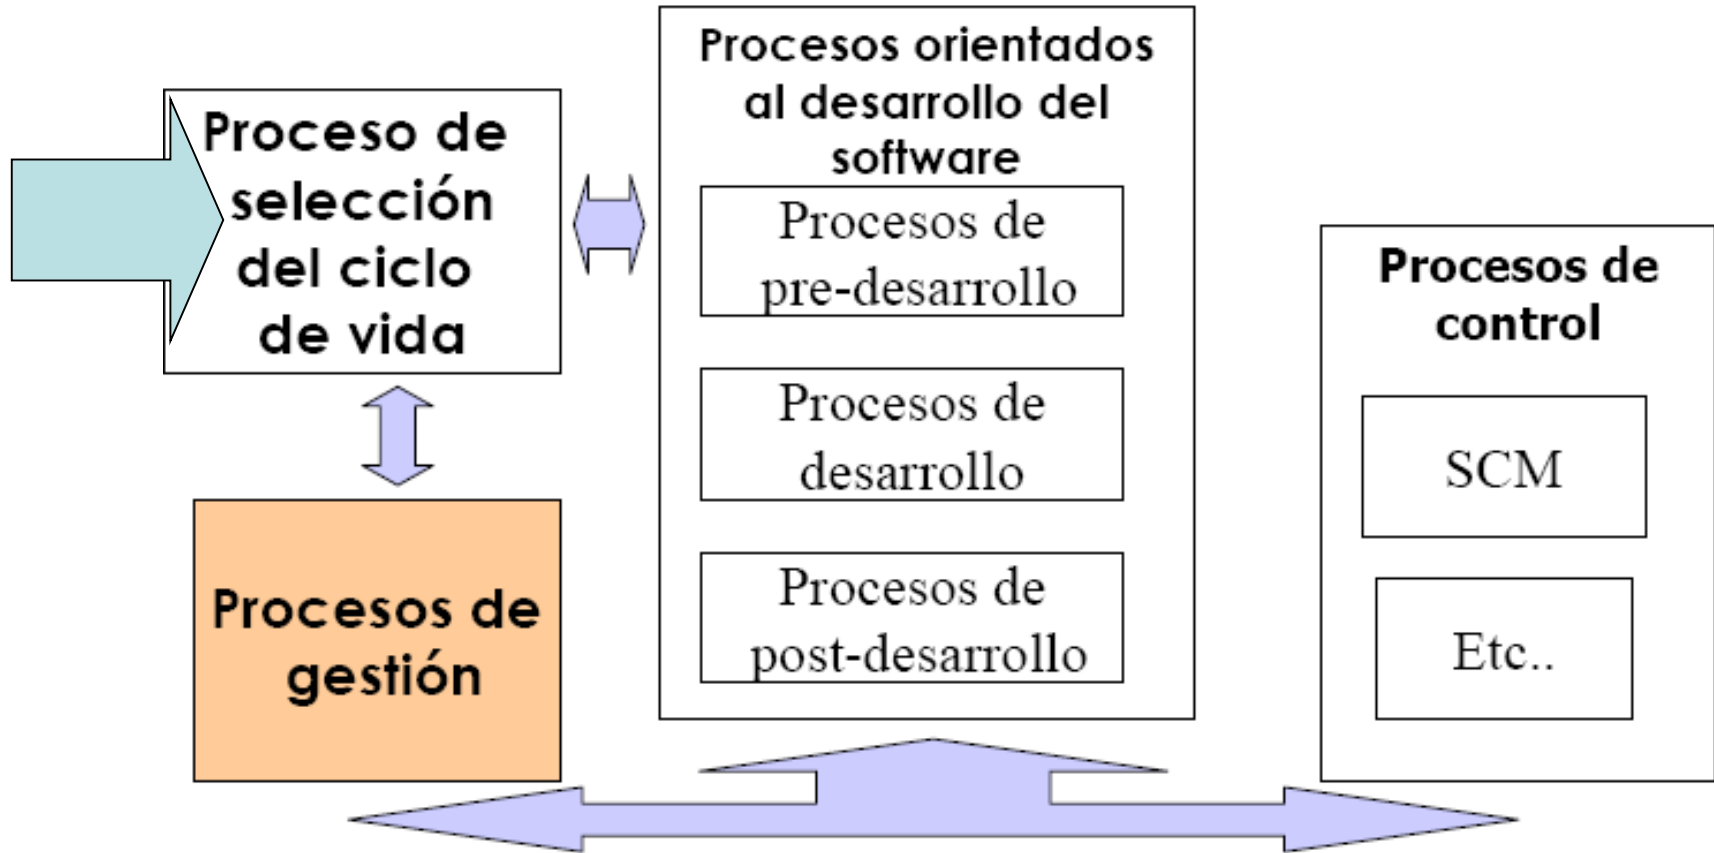 Proceso de
selección
del ciclo
de vida
Procesos de
gestión
Procesos orientados
al desarrollo del
software
Procesos de
pre-desarrollo
Procesos de
desarrollo
Procesos de
post-desarrollo
Procesos de
control
SCM
Etc..